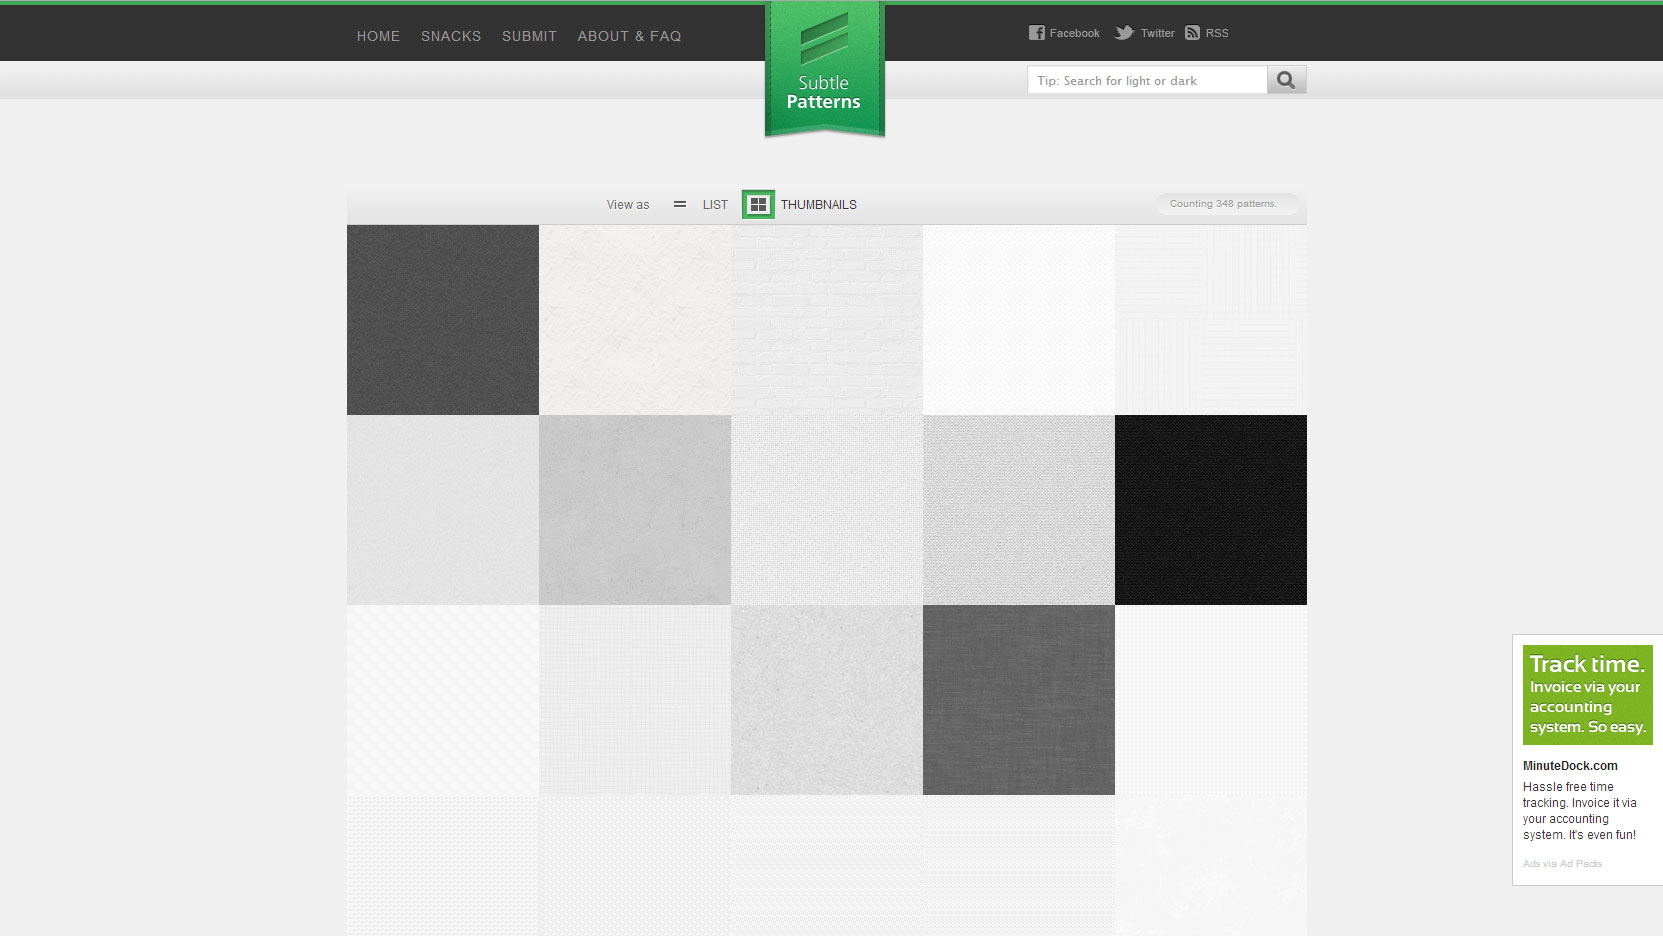 HOME SNACKS SUBMIT ABOUT & FAQ
Facebook Twitter RSS
Subtle
Patterns
Tip: Search for light or dark
View as LIST THUMBNAILS
Counting 348 patterns.
Track time.
Invoice via your
accounting
system. So easy.
MinuteDock.com
Hassle free time
tracking. Invoice it via
your accounting
system. It's even fun!
Ads via Ad Packs